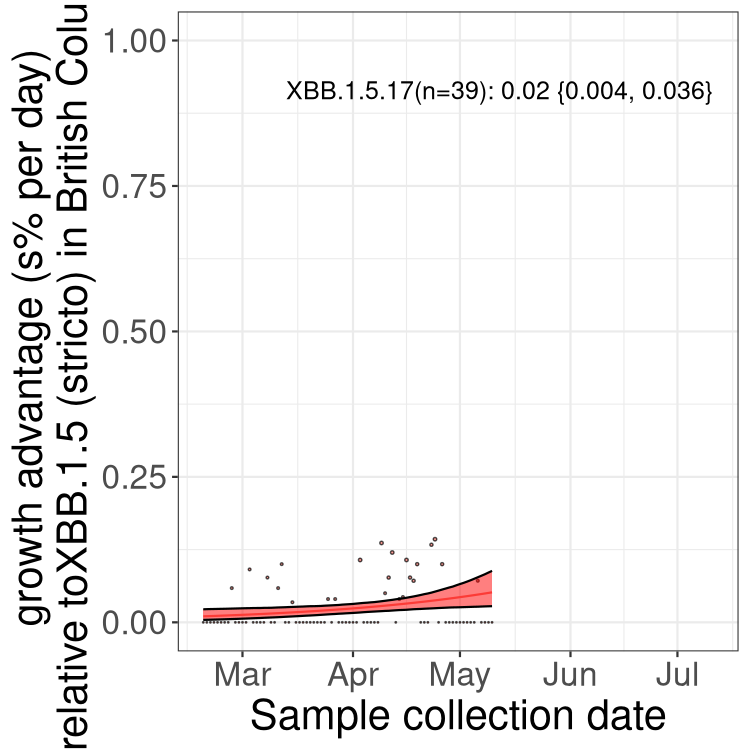 growth advantage (s% per day)
relative toXBB.1.5 (stricto) in British Colu
1.00
0.75
0.50
0.25
0.00
XBB.1.5.17(n=39): 0.02 {0.004, 0.036}
Mar Apr May Jun Jul
Sample collection date